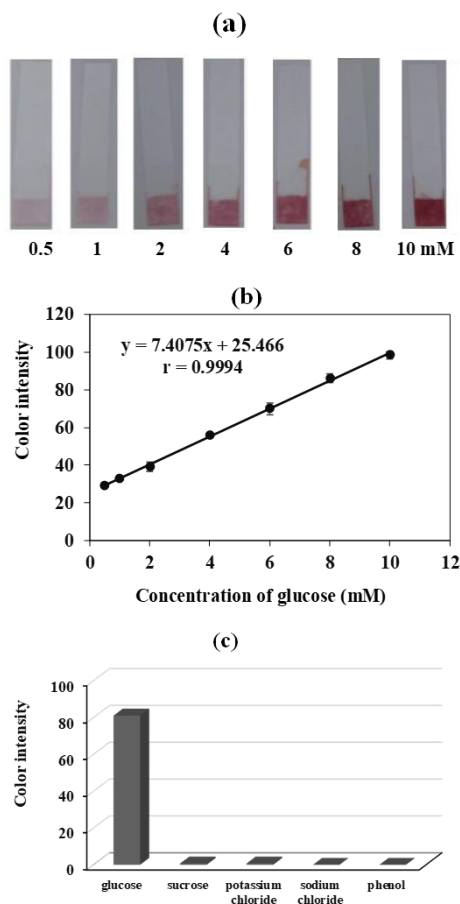 (a)
0.5 1 2 4 6 8 10 mM
(b)
120
100
80
60
40
20
0
Color intensity
y = 7.4075x + 25.466
r = 0.9994
0 2 4 6 8 10 12
Concentration of glucose (mM)
(c)
100
80
60
40
20
0
Color intensity
glucose sucrose potassium sodium phenol
chloride chloride